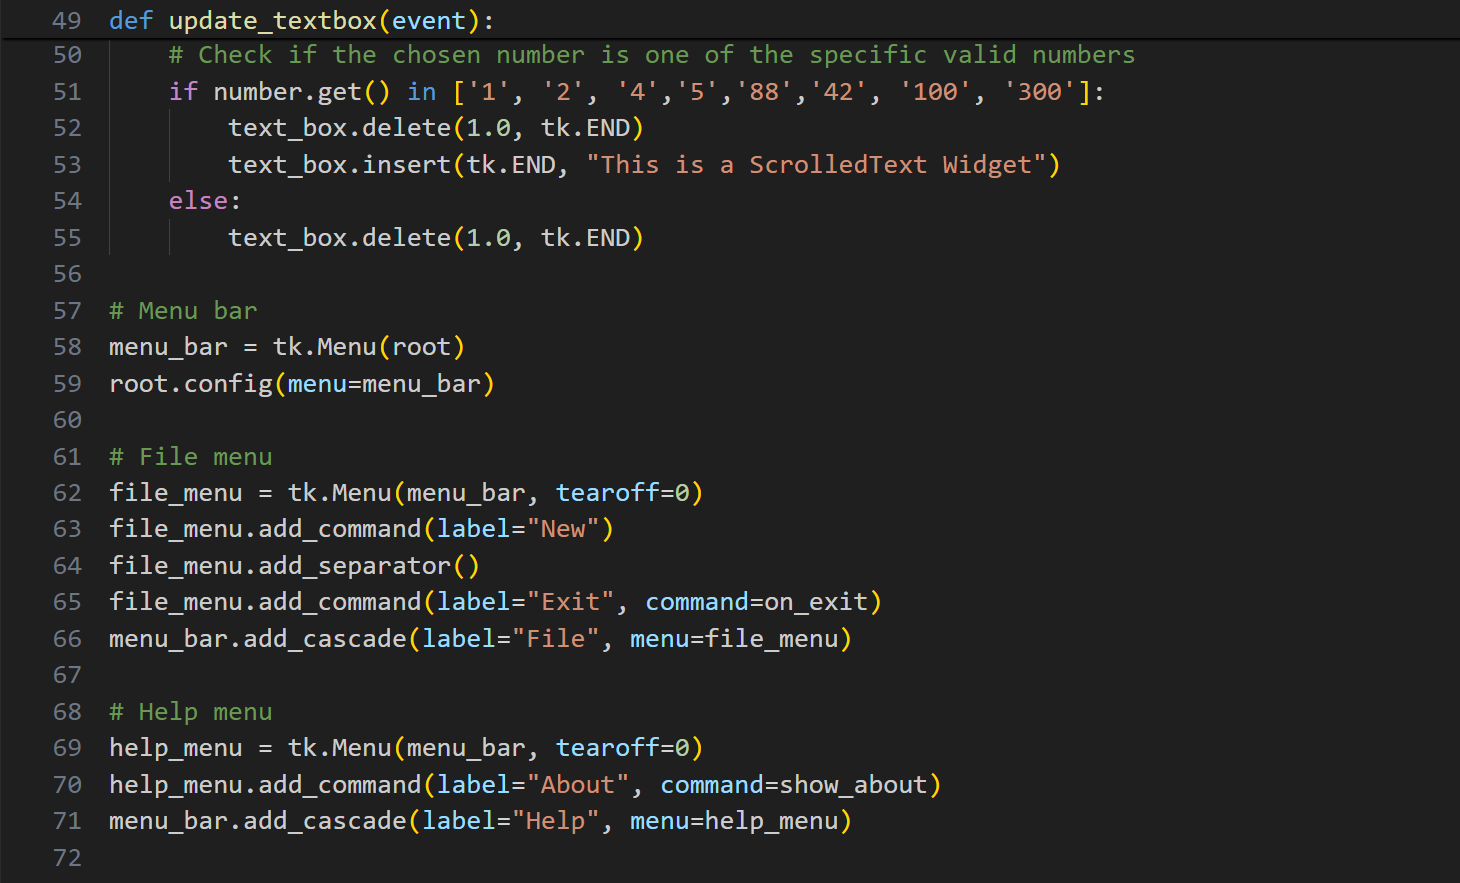 49 def update_textbox(event):
50     # Check if the chosen number is one of the specific valid numbers
51     if number.get() in ['1', '2', '4','5','88','42', '100', '300']:
52         text_box.delete(1.0, tk.END)
53         text_box.insert(tk.END, "This is a ScrolledText Widget")
54     else:
55         text_box.delete(1.0, tk.END)
56
57 # Menu bar
58 menu_bar = tk.Menu(root)
59 root.config(menu=menu_bar)
60
61 # File menu
62 file_menu = tk.Menu(menu_bar, tearoff=0)
63 file_menu.add_command(label="New")
64 file_menu.add_separator()
65 file_menu.add_command(label="Exit", command=on_exit)
66 menu_bar.add_cascade(label="File", menu=file_menu)
67
68 # Help menu
69 help_menu = tk.Menu(menu_bar, tearoff=0)
70 help_menu.add_command(label="About", command=show_about)
71 menu_bar.add_cascade(label="Help", menu=help_menu)
72